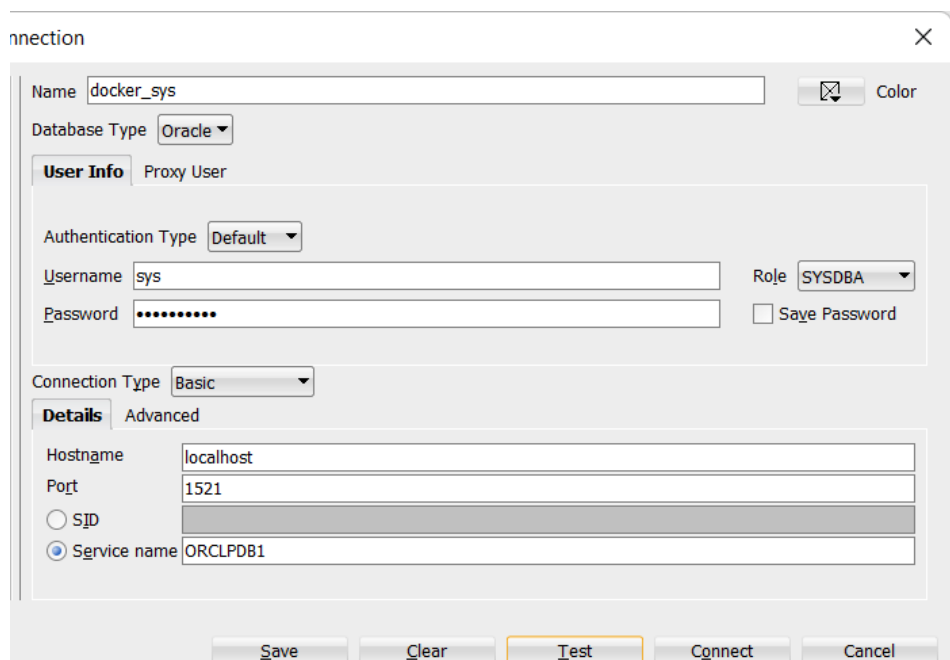 nnection
Name docker_sys Color
Database Type Oracle
User Info Proxy User
Authentication Type Default
Username sys Role SYSDBA
Password •••••••••• Save Password
Connection Type Basic
Details Advanced
Hostname localhost
Port 1521
SID
Service name ORCLPDB1
Save Clear Test Connect Cancel